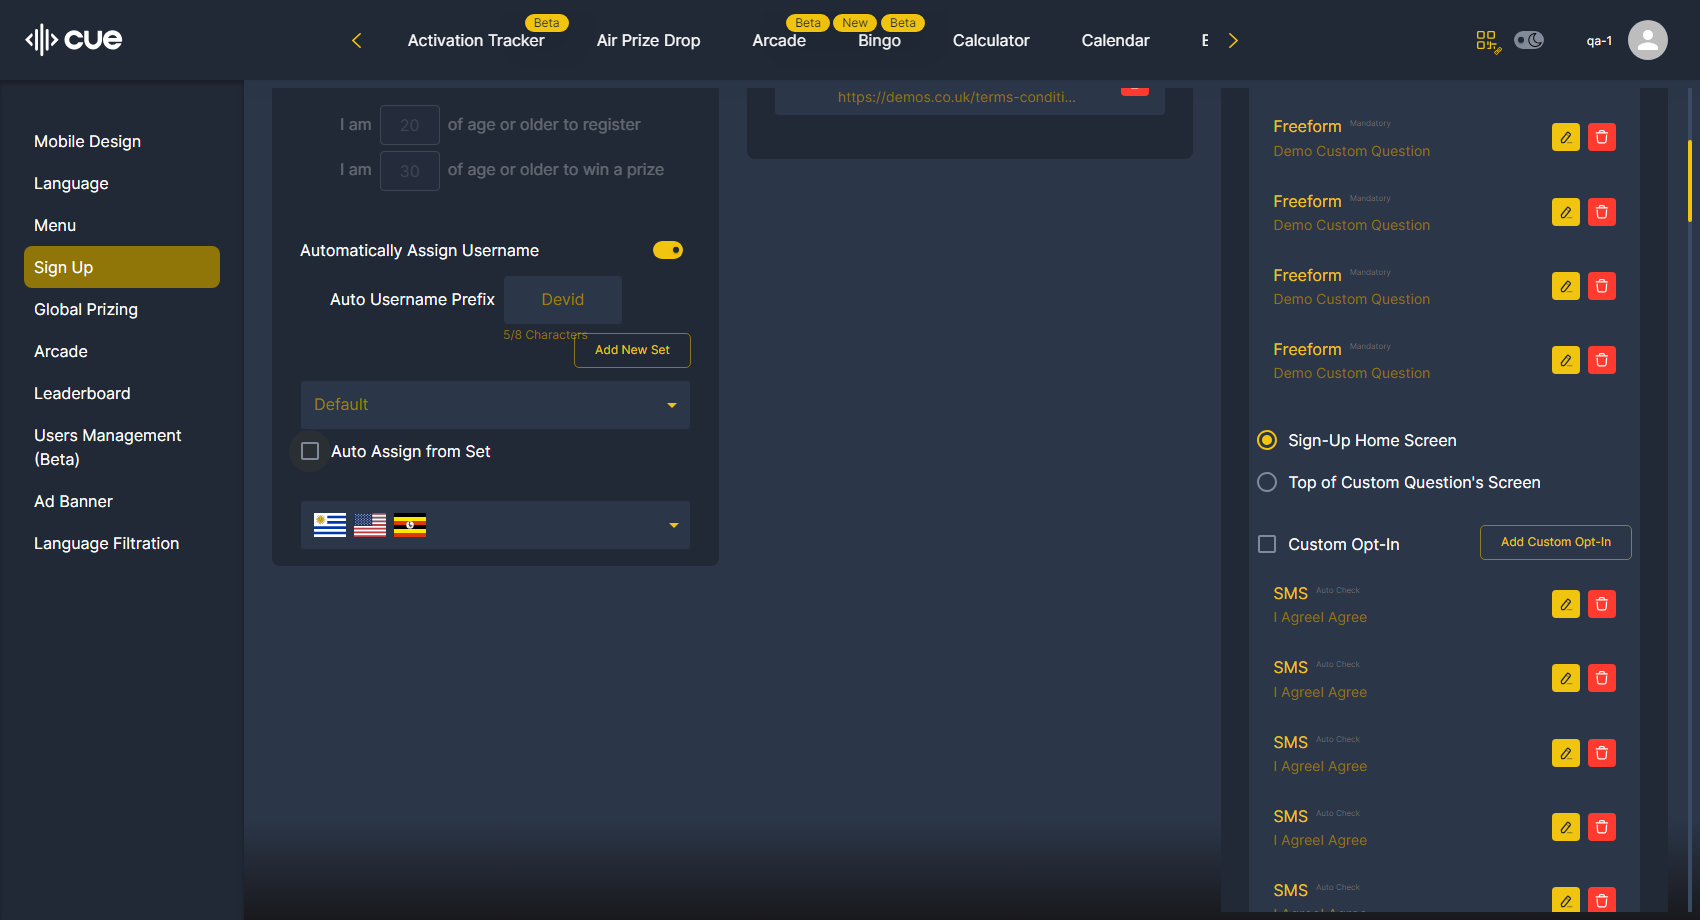 cue
Activation Tracker
Beta
Air Prize Drop
Arcade
Beta
Bingo
New
Beta
Calculator
Calendar
qa-1
Mobile Design
Language
Menu
Sign Up
Global Prizing
Arcade
Leaderboard
Users Management
(Beta)
Ad Banner
Language Filtration
I am 20 of age or older to register
I am 30 of age or older to win a prize
Automatically Assign Username
Auto Username Prefix Devid
5/8 Characters
Add New Set
Default
Auto Assign from Set
https://demos.co.uk/terms-conditi...
Freeform Mandatory
Demo Custom Question
Freeform Mandatory
Demo Custom Question
Freeform Mandatory
Demo Custom Question
Freeform Mandatory
Demo Custom Question
Sign-Up Home Screen
Top of Custom Question's Screen
Custom Opt-In
Add Custom Opt-In
SMS Auto Check
I AgreeI Agree
SMS Auto Check
I AgreeI Agree
SMS Auto Check
I AgreeI Agree
SMS Auto Check
I AgreeI Agree
SMS Auto Check